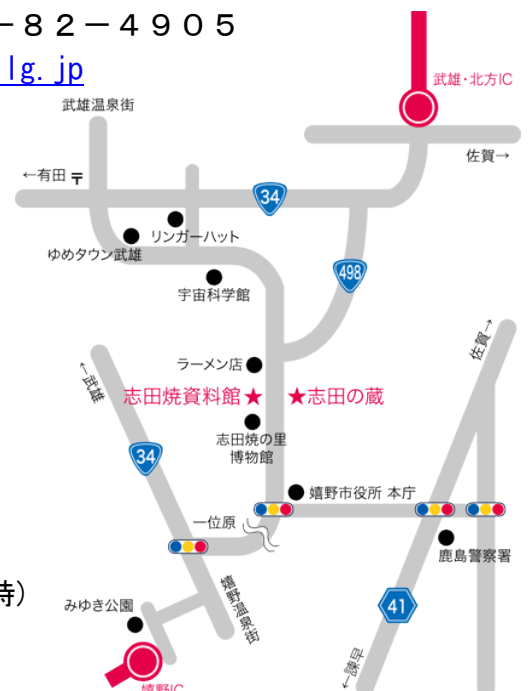 −８２−４９０５
lg.jp
武雄・北方IC
武雄温泉街
佐賀→
←有田 〒
34
リンガーハット
ゆめタウン武雄
498
宇宙科学館
佐賀→
ラーメン店
←武雄
志田焼資料館★ ★志田の蔵
志田焼の里
博物館
34
嬉野市役所 本庁
一位原
鹿島警察署
待）
みゆき公園
嬉野温泉街
41
←諫早
嬉野IC